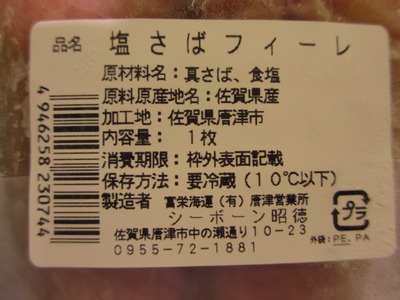 品名 塩さばフィーレ
原材料名：真さば、食塩
原料原産地名：佐賀県産
加工地：佐賀県唐津市
内容量： 1枚
消費期限：枠外表面記載
保存方法：要冷蔵（10℃以下）
製造者 富栄海運（有）唐津営業所
シーボーン昭徳
佐賀県唐津市中の瀬通り10-23
0955-72-1881
4946258 230744
プラ
外袋：PE、PA